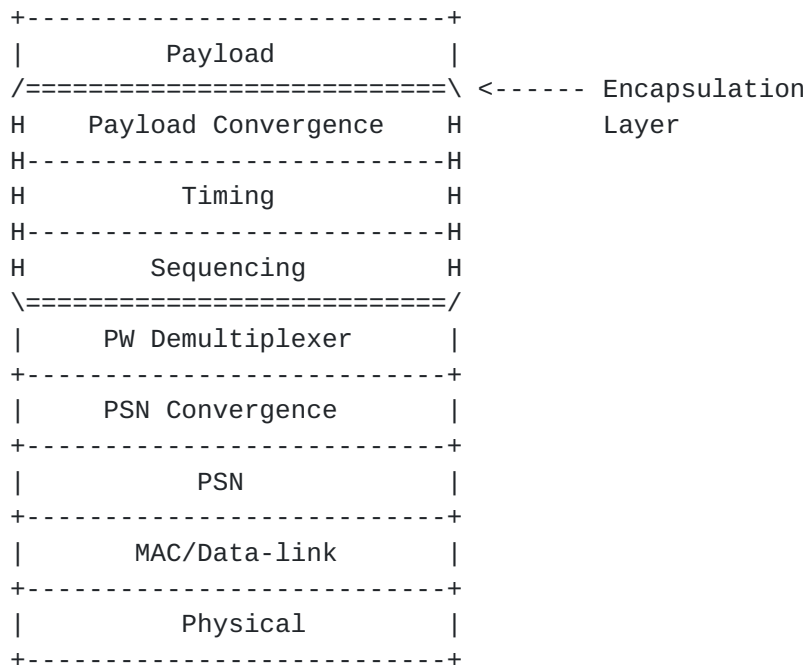 +---------------------------+
|         Payload           |
/===========================\ <------ Encapsulation
H    Payload Convergence    H         Layer
H---------------------------H
H          Timing           H
H---------------------------H
H        Sequencing         H
\===========================/
|     PW Demultiplexer      |
+---------------------------+
|     PSN Convergence       |
+---------------------------+
|           PSN             |
+---------------------------+
|       MAC/Data-link       |
+---------------------------+
|          Physical         |
+---------------------------+